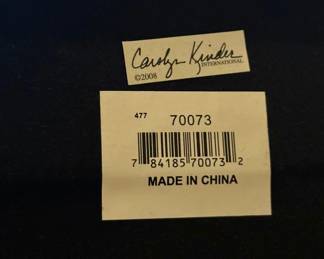 Carolyn Kinder
INTERNATIONAL
©2008
477 70073
7 84185 70073 2
MADE IN CHINA